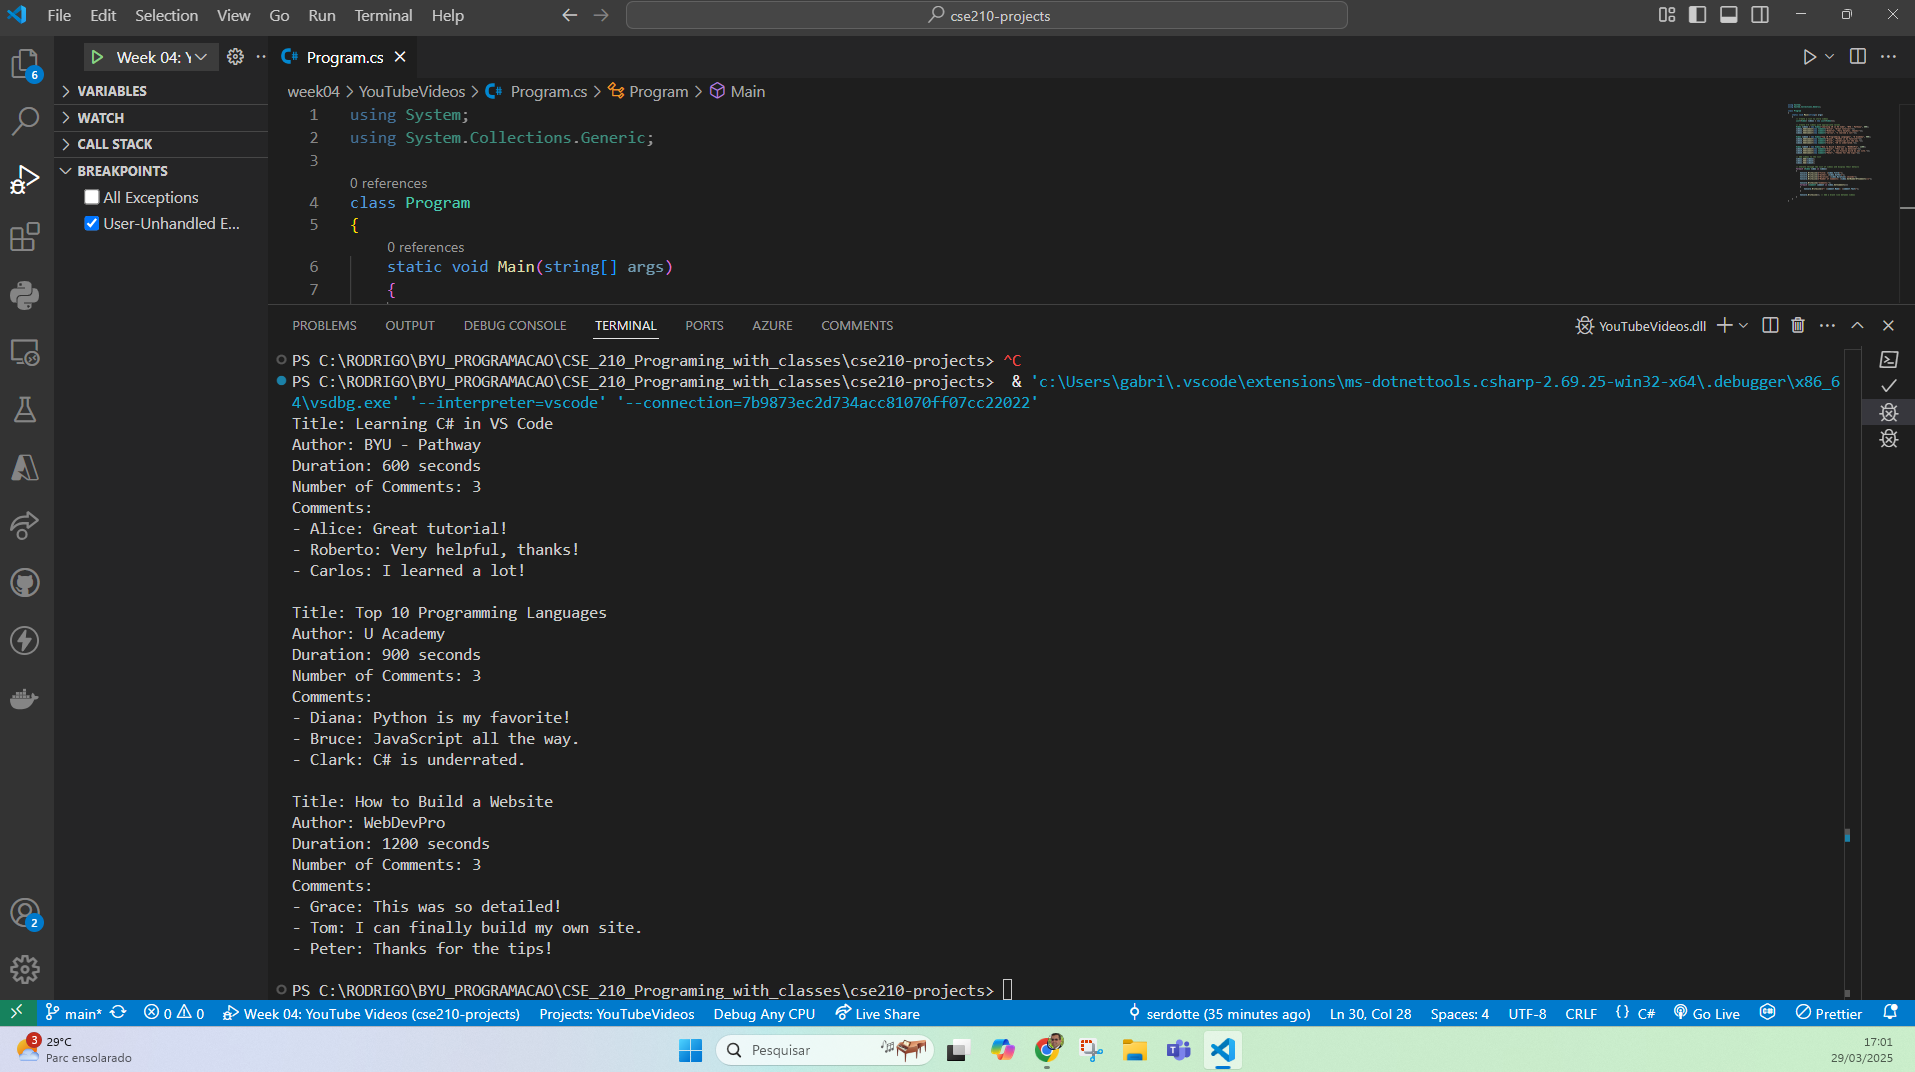 File Edit Selection View Go Run Terminal Help
cse210-projects
Week 04: Y
Program.cs
week04 > YouTubeVideos > Program.cs > Program > Main
6
VARIABLES
WATCH
CALL STACK
BREAKPOINTS
All Exceptions
User-Unhandled E...
1 using System;
2 using System.Collections.Generic;
3
0 references
4 class Program
5 {
0 references
6 static void Main(string[] args)
7 {
PROBLEMS OUTPUT DEBUG CONSOLE TERMINAL PORTS AZURE COMMENTS
YouTubeVideos.dll
PS C:\RODRIGO\BYU_PROGRAMACAO\CSE_210_Programing_with_classes\cse210-projects> ^C
PS C:\RODRIGO\BYU_PROGRAMACAO\CSE_210_Programing_with_classes\cse210-projects>  & 'c:\Users\gabri\.vscode\extensions\ms-dotnettools.csharp-2.69.25-win32-x64\.debugger\x86_6
4\vsdbg.exe' '--interpreter=vscode' '--connection=7b9873ec2d734acc81070ff07cc22022'
Title: Learning C# in VS Code
Author: BYU - Pathway
Duration: 600 seconds
Number of Comments: 3
Comments:
- Alice: Great tutorial!
- Roberto: Very helpful, thanks!
- Carlos: I learned a lot!
Title: Top 10 Programming Languages
Author: U Academy
Duration: 900 seconds
Number of Comments: 3
Comments:
- Diana: Python is my favorite!
- Bruce: JavaScript all the way.
- Clark: C# is underrated.
Title: How to Build a Website
Author: WebDevPro
Duration: 1200 seconds
Number of Comments: 3
Comments:
- Grace: This was so detailed!
- Tom: I can finally build my own site.
- Peter: Thanks for the tips!
PS C:\RODRIGO\BYU_PROGRAMACAO\CSE_210_Programing_with_classes\cse210-projects>
2
main* 0 0 Week 04: YouTube Videos (cse210-projects) Projects: YouTubeVideos Debug Any CPU Live Share serdotte (35 minutes ago) Ln 30, Col 28 Spaces: 4 UTF-8 CRLF {} C# Go Live Prettier
3
29°C
Parc ensolarado
Pesquisar
17:01
29/03/2025